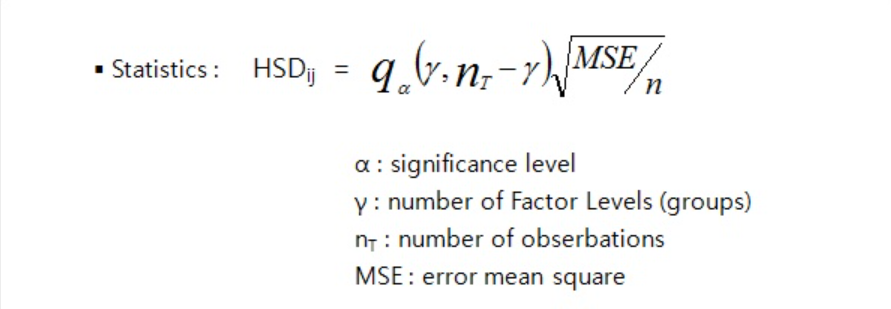 ▪ Statistics : HSDij = qα(γ, nT − γ)√MSE/n
α : significance level
γ : number of Factor Levels (groups)
nT : number of obserbations
MSE : error mean square